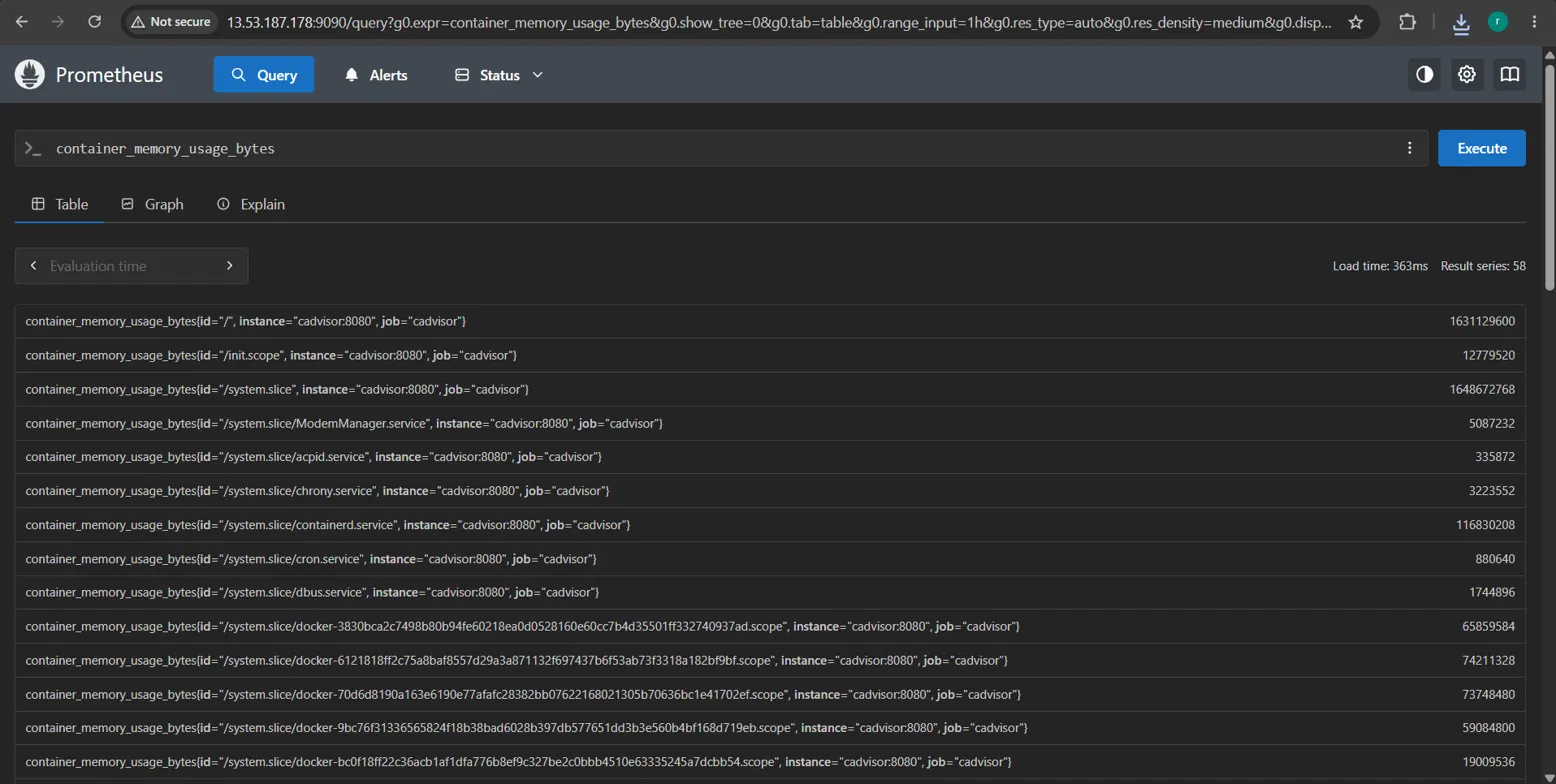 Not secure 13.53.187.178:9090/query?g0.expr=container_memory_usage_bytes&g0.show_tree=0&g0.tab=table&g0.range_input=1h&g0.res_type=auto&g0.res_density=medium&g0.disp... r
Prometheus Query Alerts Status
>_ container_memory_usage_bytes Execute
Table Graph Explain
Evaluation time Load time: 363ms Result series: 58
container_memory_usage_bytes{id="/", instance="cadvisor:8080", job="cadvisor"} 1631129600
container_memory_usage_bytes{id="/init.scope", instance="cadvisor:8080", job="cadvisor"} 12779520
container_memory_usage_bytes{id="/system.slice", instance="cadvisor:8080", job="cadvisor"} 1648672768
container_memory_usage_bytes{id="/system.slice/ModemManager.service", instance="cadvisor:8080", job="cadvisor"} 5087232
container_memory_usage_bytes{id="/system.slice/acpid.service", instance="cadvisor:8080", job="cadvisor"} 335872
container_memory_usage_bytes{id="/system.slice/chrony.service", instance="cadvisor:8080", job="cadvisor"} 3223552
container_memory_usage_bytes{id="/system.slice/containerd.service", instance="cadvisor:8080", job="cadvisor"} 116830208
container_memory_usage_bytes{id="/system.slice/cron.service", instance="cadvisor:8080", job="cadvisor"} 880640
container_memory_usage_bytes{id="/system.slice/dbus.service", instance="cadvisor:8080", job="cadvisor"} 1744896
container_memory_usage_bytes{id="/system.slice/docker-3830bca2c7498b80b94fe60218ea0d0528160e60cc7b4d35501ff332740937ad.scope", instance="cadvisor:8080", job="cadvisor"} 65859584
container_memory_usage_bytes{id="/system.slice/docker-6121818ff2c75a8baf8557d29a3a871132f697437b6f53ab73f3318a182bf9bf.scope", instance="cadvisor:8080", job="cadvisor"} 74211328
container_memory_usage_bytes{id="/system.slice/docker-70d6d8190a163e6190e77afafc28382bb07622168021305b70636bc1e41702ef.scope", instance="cadvisor:8080", job="cadvisor"} 73748480
container_memory_usage_bytes{id="/system.slice/docker-9bc76f31336565824f18b38bad6028b397db577651dd3b3e560b4bf168d719eb.scope", instance="cadvisor:8080", job="cadvisor"} 59084800
container_memory_usage_bytes{id="/system.slice/docker-bc0f18ff22c36acb1af1dfa776b8ef9c327be2c0bbb4510e63335245a7dcbb54.scope", instance="cadvisor:8080", job="cadvisor"} 19009536